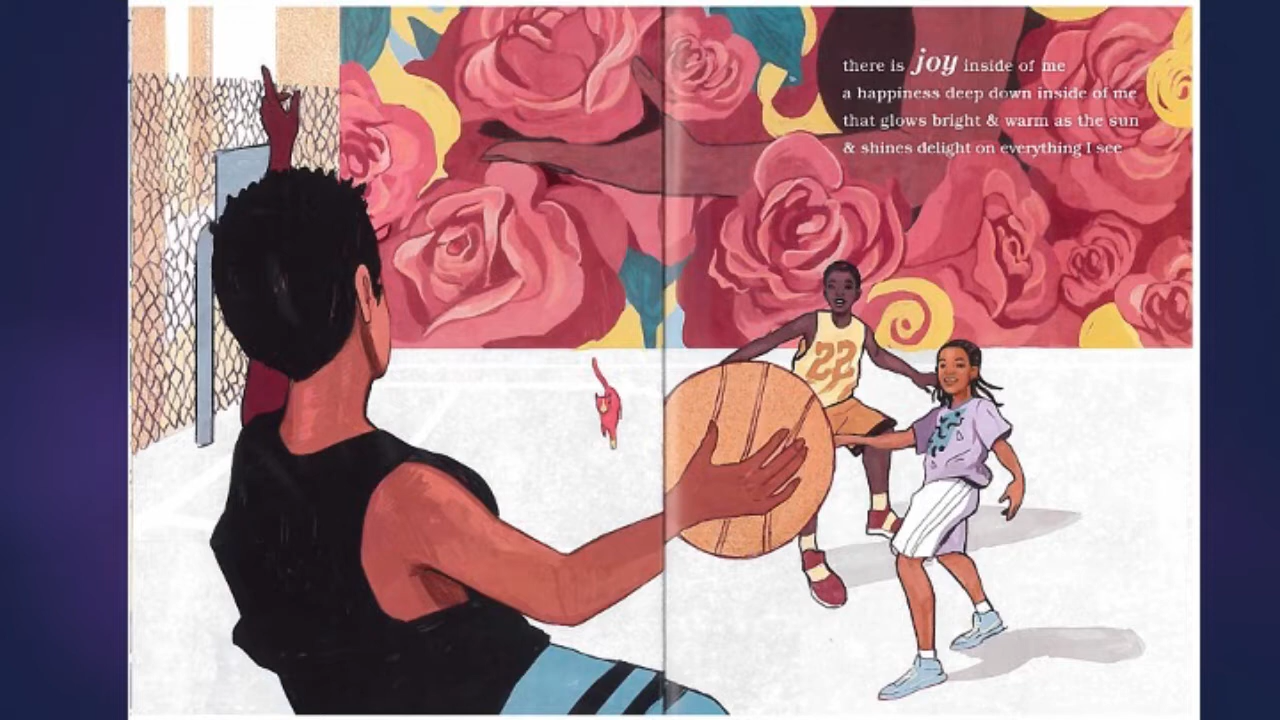 there is joy inside of me
a happiness deep down inside of me
that glows bright & warm as the sun
& shines delight on everything I see
22